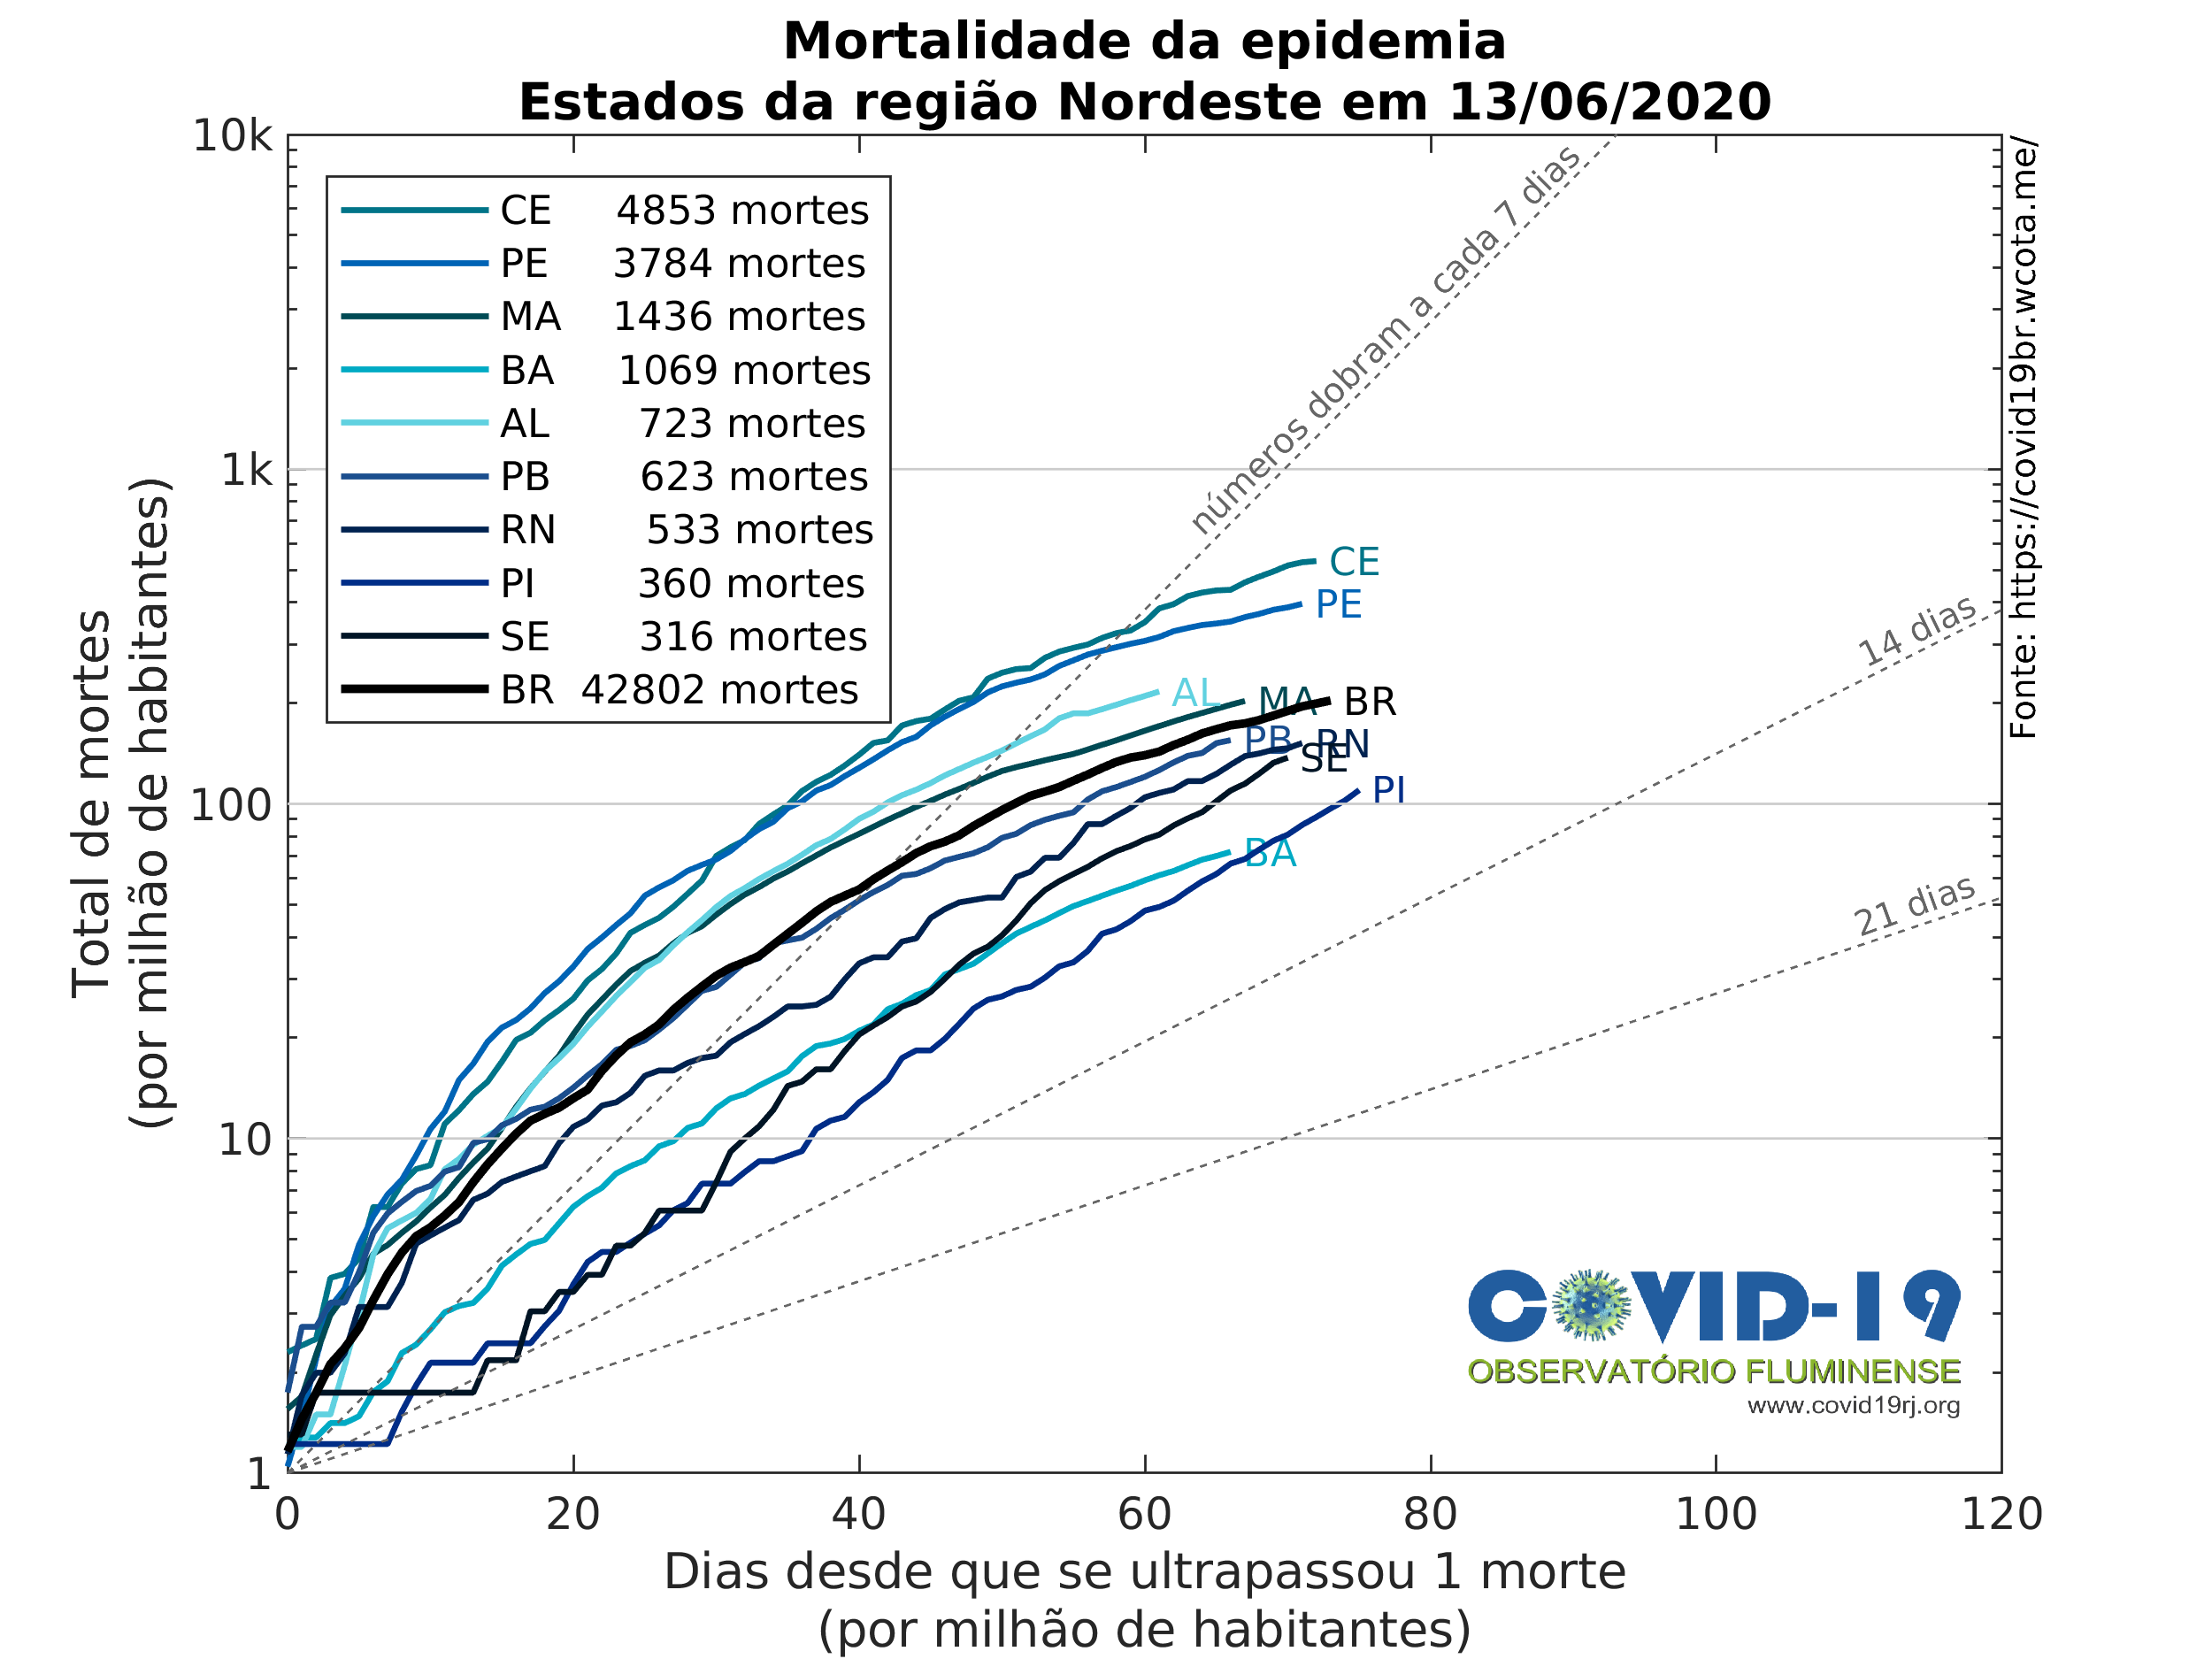 Mortalidade da epidemia
Estados da região Nordeste em 13/06/2020
10k
1k
100
10
1
Total de mortes
(por milhão de habitantes)
CE 4853 mortes
PE 3784 mortes
MA 1436 mortes
BA 1069 mortes
AL 723 mortes
PB 623 mortes
RN 533 mortes
PI 360 mortes
SE 316 mortes
BR 42802 mortes
números dobram a cada 7 dias
14 dias
21 dias
CE
PE
AL
MA
BR
PB
RN
SE
PI
BA
Fonte: https://covid19br.wcota.me/
COVID-19
OBSERVATÓRIO FLUMINENSE
www.covid19rj.org
0 20 40 60 80 100 120
Dias desde que se ultrapassou 1 morte
(por milhão de habitantes)